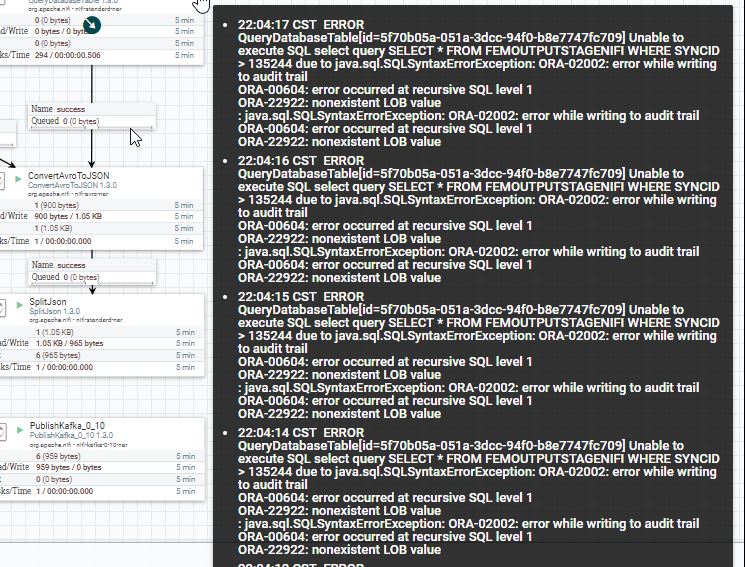 QueryDatabaseTable 1.3.0
org.apache.nifi - nifi-standard-nar
0 (0 bytes) 5 min
0 bytes / 0 bytes 5 min
0 (0 bytes) 5 min
ks/Time 294 / 00:00:00.506 5 min
Name success
Queued 0 (0 bytes)
ConvertAvroToJSON
ConvertAvroToJSON 1.3.0
org.apache.nifi - nifi-avro-nar
1 (900 bytes) 5 min
d/Write 900 bytes / 1.05 KB 5 min
1 (1.05 KB) 5 min
ks/Time 1 / 00:00:00.000 5 min
Name success
Queued 0 (0 bytes)
SplitJson
SplitJson 1.3.0
org.apache.nifi - nifi-standard-nar
1 (1.05 KB) 5 min
ad/Write 1.05 KB / 965 bytes 5 min
6 (965 bytes) 5 min
sks/Time 1 / 00:00:00.000 5 min
PublishKafka_0_10
PublishKafka_0_10 1.3.0
org.apache.nifi - nifi-kafka-0-10-nar
6 (959 bytes) 5 min
ad/Write 959 bytes / 0 bytes 5 min
0 (0 bytes) 5 min
sks/Time 1 / 00:00:00.000 5 min
• 22:04:17 CST ERROR
QueryDatabaseTable[id=5f70b05a-051a-3dcc-94f0-b8e7747fc709] Unable to
execute SQL select query SELECT * FROM FEMOUTPUTSTAGENIFI WHERE SYNCID
> 135244 due to java.sql.SQLSyntaxErrorException: ORA-02002: error while writing
to audit trail
ORA-00604: error occurred at recursive SQL level 1
ORA-22922: nonexistent LOB value
: java.sql.SQLSyntaxErrorException: ORA-02002: error while writing to audit trail
ORA-00604: error occurred at recursive SQL level 1
ORA-22922: nonexistent LOB value
• 22:04:16 CST ERROR
QueryDatabaseTable[id=5f70b05a-051a-3dcc-94f0-b8e7747fc709] Unable to
execute SQL select query SELECT * FROM FEMOUTPUTSTAGENIFI WHERE SYNCID
> 135244 due to java.sql.SQLSyntaxErrorException: ORA-02002: error while writing
to audit trail
ORA-00604: error occurred at recursive SQL level 1
ORA-22922: nonexistent LOB value
: java.sql.SQLSyntaxErrorException: ORA-02002: error while writing to audit trail
ORA-00604: error occurred at recursive SQL level 1
ORA-22922: nonexistent LOB value
• 22:04:15 CST ERROR
QueryDatabaseTable[id=5f70b05a-051a-3dcc-94f0-b8e7747fc709] Unable to
execute SQL select query SELECT * FROM FEMOUTPUTSTAGENIFI WHERE SYNCID
> 135244 due to java.sql.SQLSyntaxErrorException: ORA-02002: error while writing
to audit trail
ORA-00604: error occurred at recursive SQL level 1
ORA-22922: nonexistent LOB value
: java.sql.SQLSyntaxErrorException: ORA-02002: error while writing to audit trail
ORA-00604: error occurred at recursive SQL level 1
ORA-22922: nonexistent LOB value
• 22:04:14 CST ERROR
QueryDatabaseTable[id=5f70b05a-051a-3dcc-94f0-b8e7747fc709] Unable to
execute SQL select query SELECT * FROM FEMOUTPUTSTAGENIFI WHERE SYNCID
> 135244 due to java.sql.SQLSyntaxErrorException: ORA-02002: error while writing
to audit trail
ORA-00604: error occurred at recursive SQL level 1
ORA-22922: nonexistent LOB value
: java.sql.SQLSyntaxErrorException: ORA-02002: error while writing to audit trail
ORA-00604: error occurred at recursive SQL level 1
ORA-22922: nonexistent LOB value